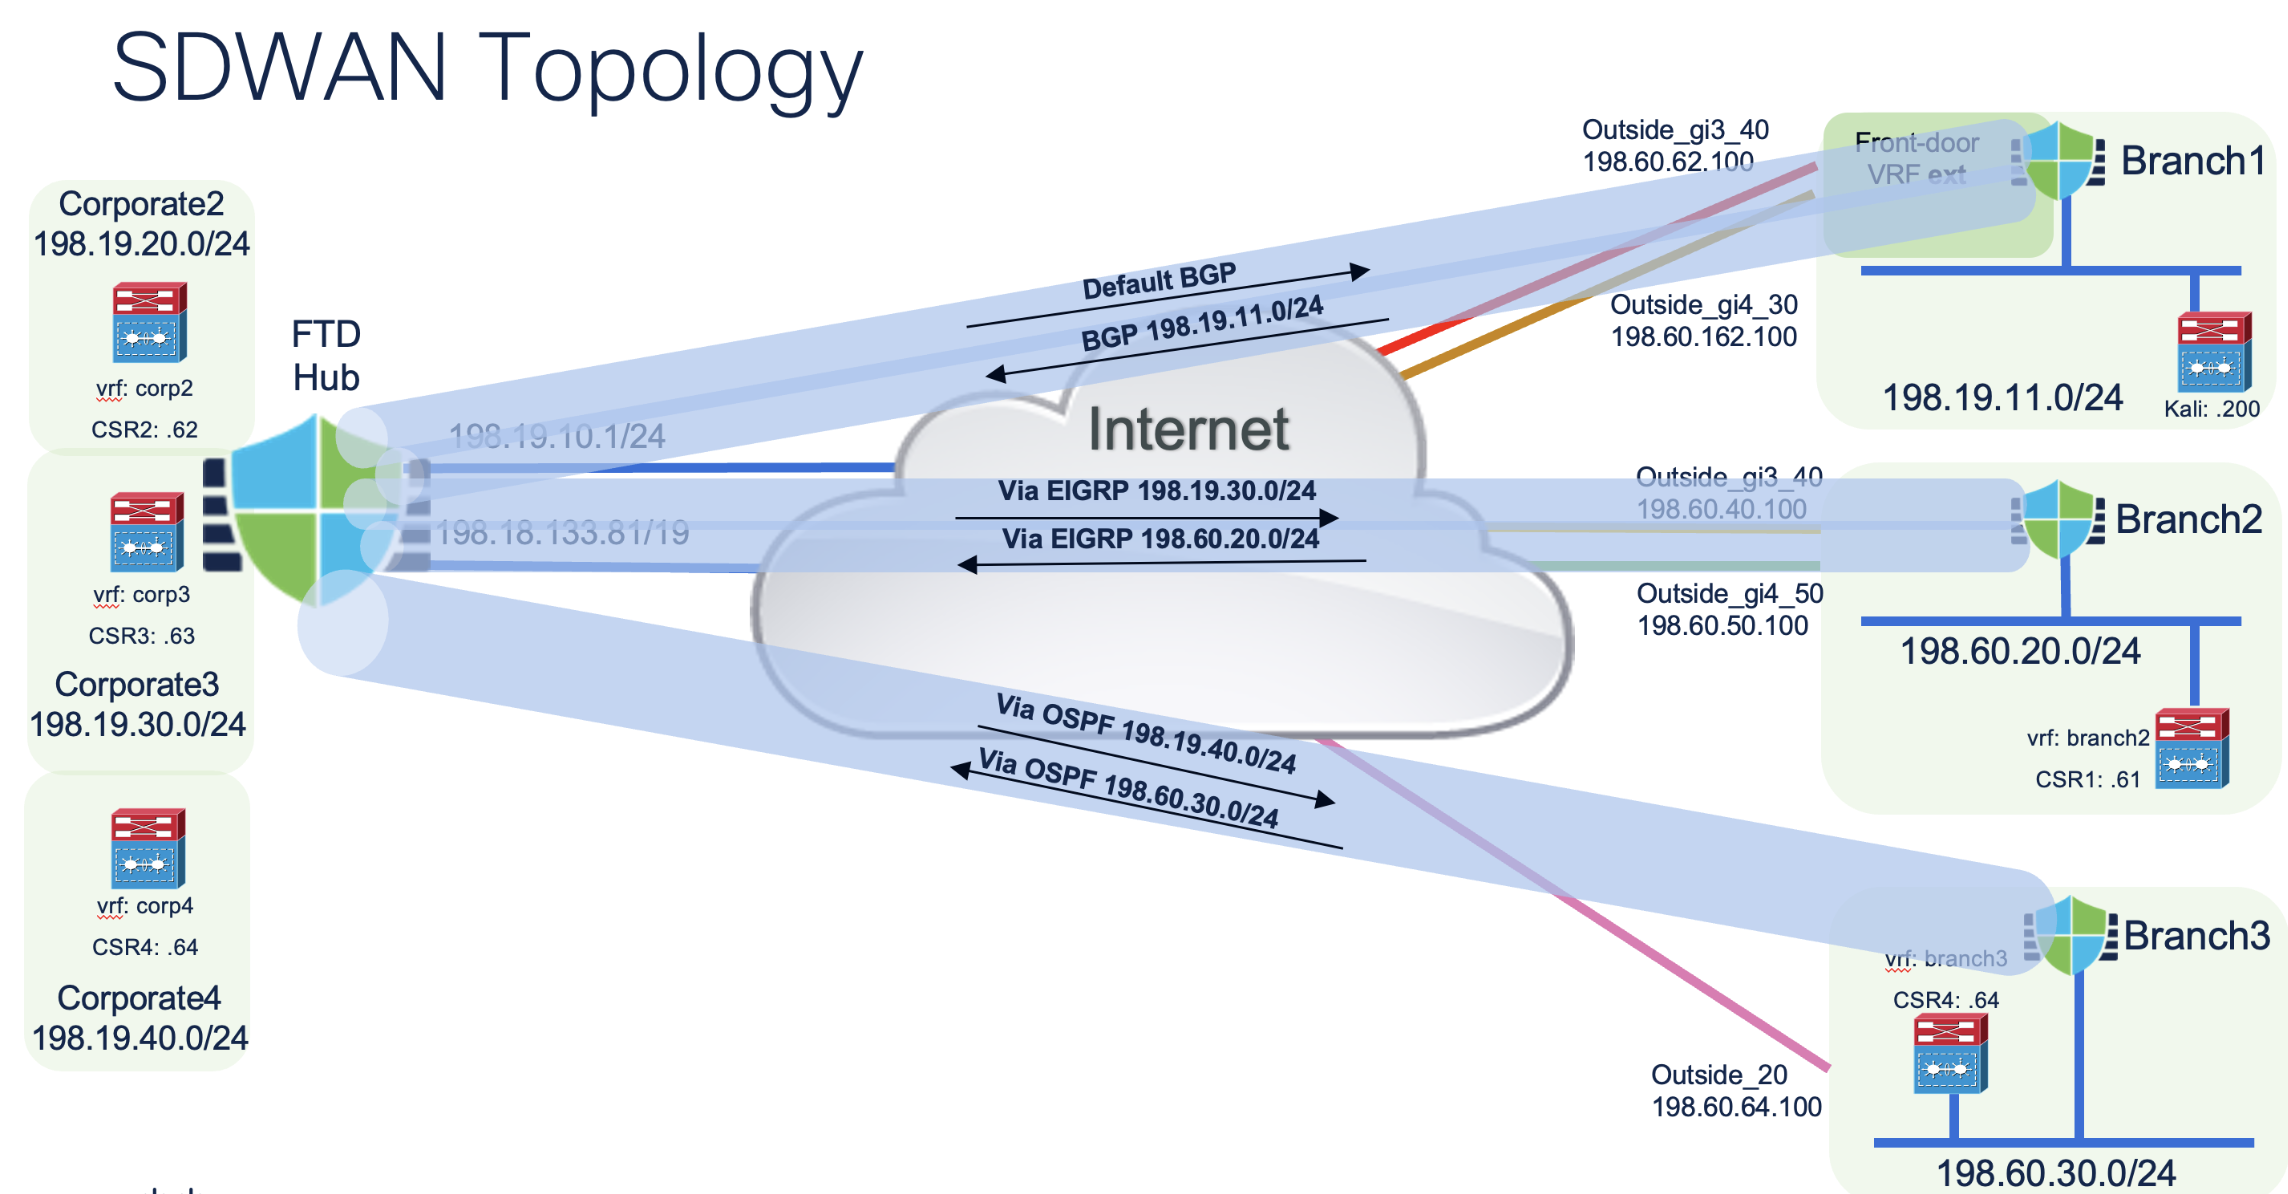 SDWAN Topology
Corporate2
198.19.20.0/24
vrf: corp2
CSR2: .62
vrf: corp3
CSR3: .63
Corporate3
198.19.30.0/24
vrf: corp4
CSR4: .64
Corporate4
198.19.40.0/24
FTD
Hub
198.19.10.1/24
198.18.133.81/19
Default BGP
BGP 198.19.11.0/24
Internet
Via EIGRP 198.19.30.0/24
Via EIGRP 198.60.20.0/24
Via OSPF 198.19.40.0/24
Via OSPF 198.60.30.0/24
Outside_gi3_40
198.60.62.100
Outside_gi4_30
198.60.162.100
Front-door
VRF ext
Branch1
198.19.11.0/24
Kali: .200
Outside_gi3_40
198.60.40.100
Outside_gi4_50
198.60.50.100
Branch2
198.60.20.0/24
vrf: branch2
CSR1: .61
Branch3
vrf: branch3
CSR4: .64
Outside_20
198.60.64.100
198.60.30.0/24